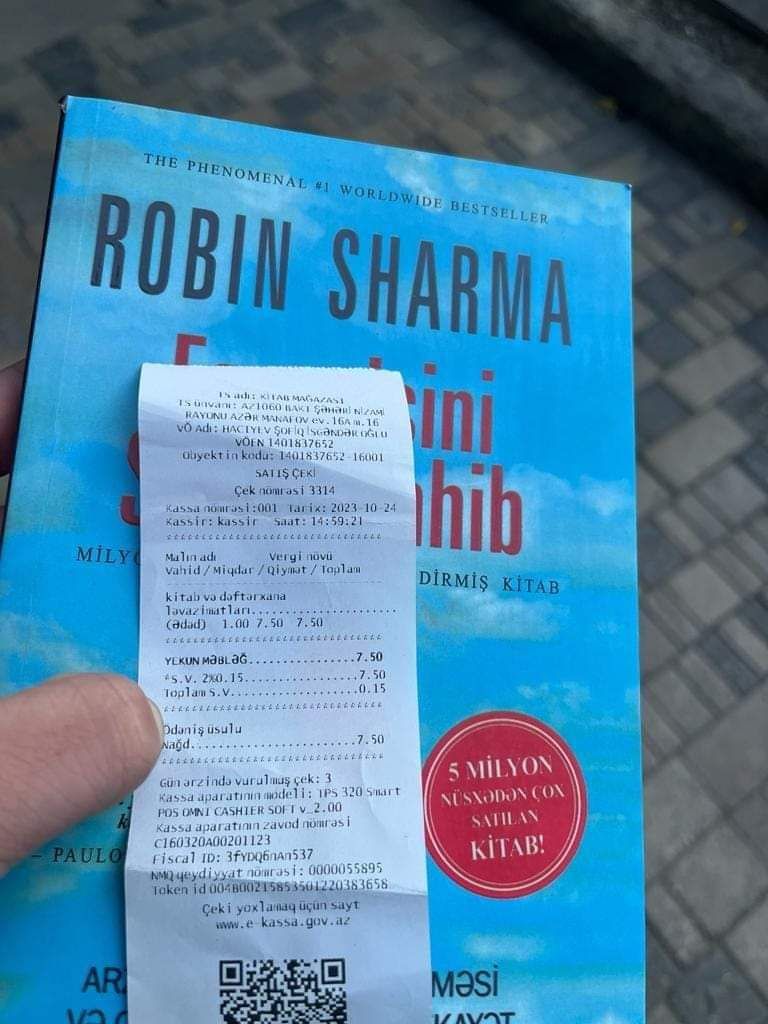 THE PHENOMENAL #1 WORLDWIDE BESTSELLER
ROBIN SHARMA
TS adı: KİTAB MAĞAZASI
TS ünvanı: AZ1060 BAKI ŞƏHƏRİ NİZAMİ
RAYONU AZƏR MANAFOV ev.16A m.16
VÖ Adı: HACIYEV ŞOFİQ İSGƏNDƏR OĞLU
VÖEN 1401837652
Obyektin kodu: 1401837652-16001
SATIŞ ÇEKİ
Çek nömrəsi 3314
Kassa nömrəsi:001 Tarix: 2023-10-24
Kassir: kassir Saat: 14:59:21
Malın adı Vergi növü
Vahid / Miqdar / Qiymət / Toplam
kitab və dəftərxana
ləvazimatları.....................
(Ədəd) 1.00 7.50 7.50
YEKUN MƏBLƏĞ..............7.50
*S.V. 2%0.15.................7.50
Toplam S.V...................0.15
Ödəniş üsulu
Nağd.......................7.50
Gün ərzində vurulmuş çek: 3
Kassa aparatının modeli: TPS 320 Smart
POS OMNI CASHIER SOFT v_2.00
Kassa aparatının zavod nömrəsi
C160320A00201123
Fiscal ID: 3fYDQ6nAn537
NMQ qeydiyyat nömrəsi: 0000055895
Token id 004B00215853501220383658
Çeki yoxlamaq üçün sayt
www.e-kassa.gov.az
DİRMİŞ KİTAB
5 MİLYON
NÜSXƏDƏN ÇOX
SATILAN
KİTAB!
– PAULO